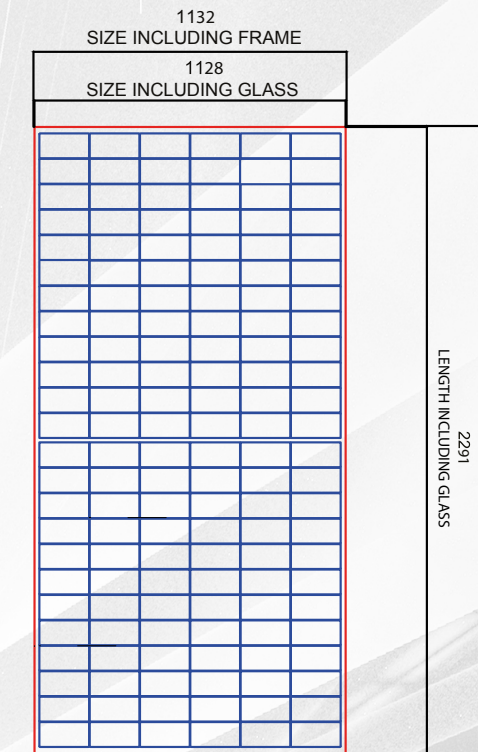 1132
SIZE INCLUDING FRAME
1128
SIZE INCLUDING GLASS
2291
LENGTH INCLUDING GLASS